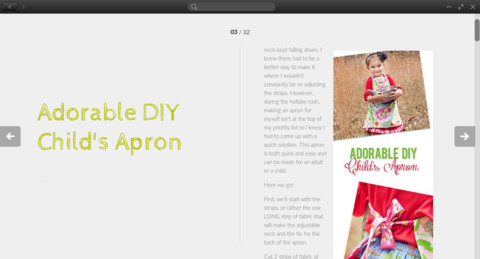 03 / 32
Adorable DIY
Child's Apron
neck kept falling down, I
knew there had to be a
better way to make it
where I wouldn't
constantly be re-adjusting
the straps. However,
during the holiday rush,
making an apron for
myself isn't at the top of
my priority list so I knew I
had to come up with a
quick solution. This apron
is both quick and easy and
can be made for an adult
or a child.
Here we go!
First, we'll start with the
straps, or rather the one
LONG strip of fabric that
will make the adjustable
neck and the tie for the
back of the apron.
Cut 2 strips of fabric at
ADORABLE DIY
Child's Apron